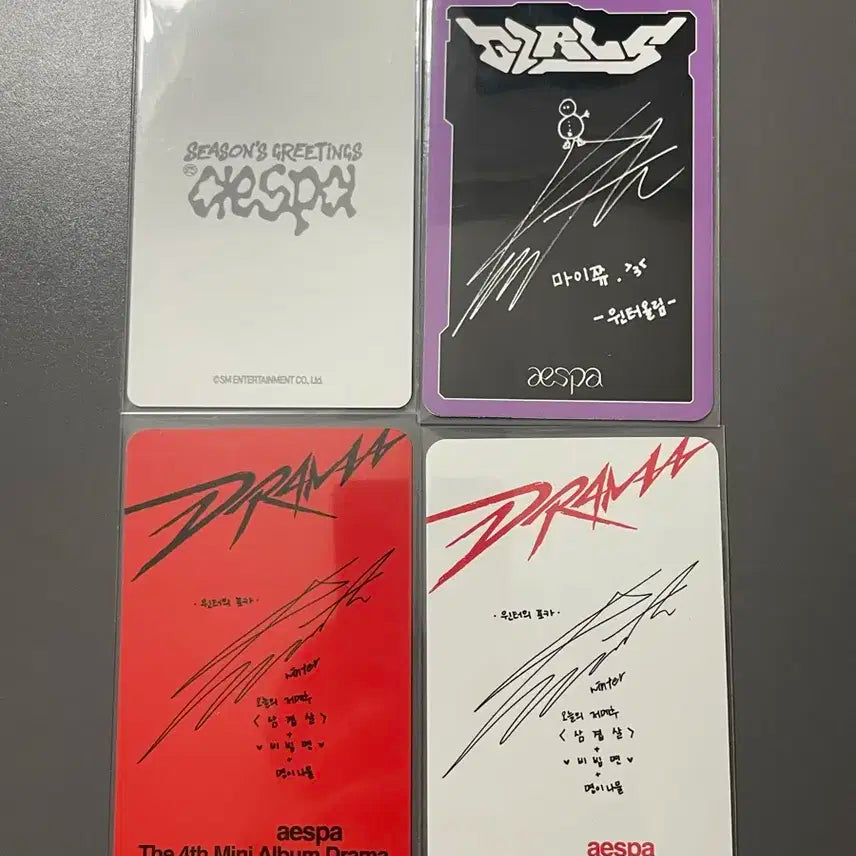 SEASON'S GREETINGS
aespa
©SM ENTERTAINMENT CO., Ltd.
GIRLS
마이쮸.>3<
-윈터올림-
aespa
DRAMA
·윈터의 포카·
winter
오늘의 저메추
<삼겹살>
+
♥비빔면♥
+
명이나물
aespa
The 4th Mini Album Drama
DRAMA
·윈터의 포카·
winter
오늘의 저메추
<삼겹살>
+
♥비빔면♥
+
명이나물
aespa